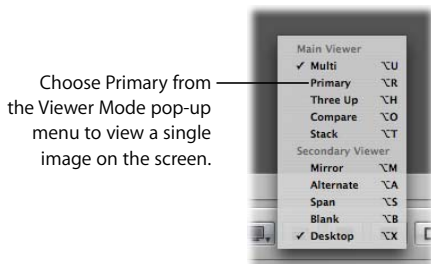 Choose Primary from
the Viewer Mode pop-up
menu to view a single
image on the screen.
Main Viewer
✓ Multi ⌥U
Primary ⌥R
Three Up ⌥H
Compare ⌥O
Stack ⌥T
Secondary Viewer
Mirror ⌥M
Alternate ⌥A
Span ⌥S
Blank ⌥B
✓ Desktop ⌥X